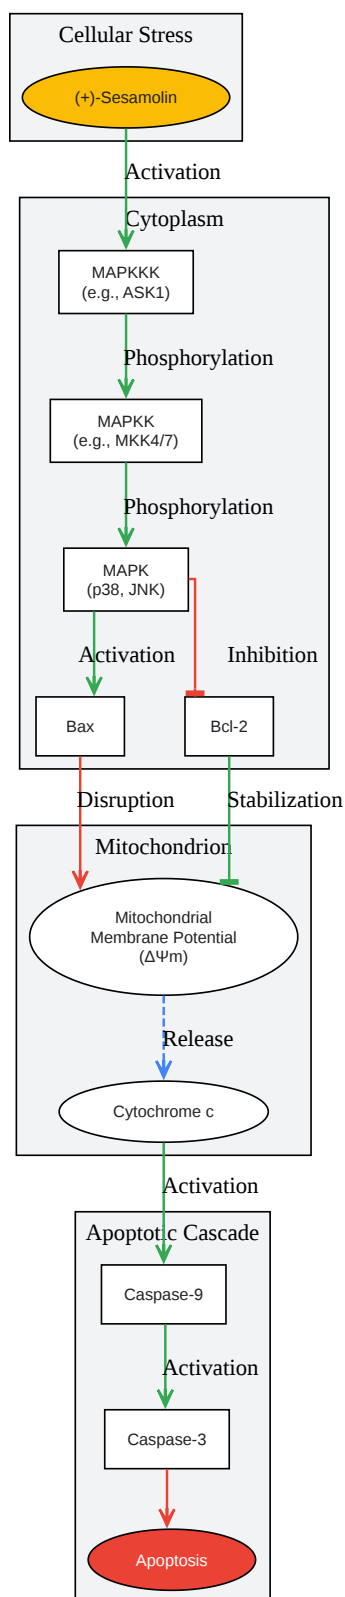 Cellular Stress
(+)-Sesamolin
Activation
Cytoplasm
MAPKKK
(e.g., ASK1)
Phosphorylation
MAPKK
(e.g., MKK4/7)
Phosphorylation
MAPK
(p38, JNK)
Activation
Inhibition
Bax
Bcl-2
Disruption
Stabilization
Mitochondrion
Mitochondrial
Membrane Potential
(ΔΨm)
Release
Cytochrome c
Activation
Apoptotic Cascade
Caspase-9
Activation
Caspase-3
Apoptosis